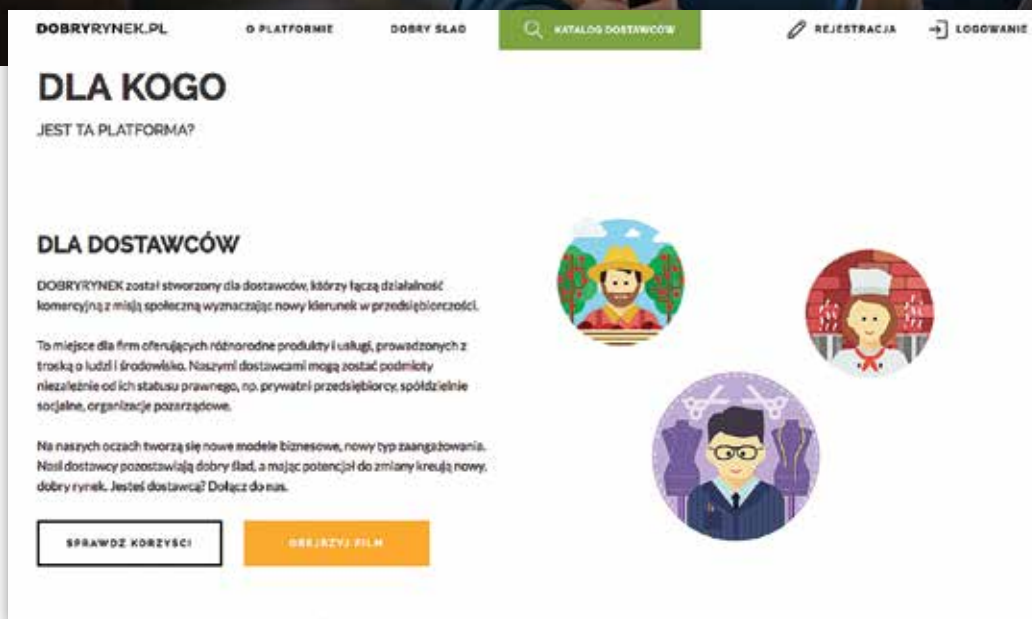 DOBRYRYNEK.PL
O PLATFORMIE
DOBRY ŚLAD
KATALOG DOSTAWCÓW
REJESTRACJA
LOGOWANIE
DLA KOGO
JEST TA PLATFORMA?
DLA DOSTAWCÓW
DOBRYRYNEK został stworzony dla dostawców, którzy łączą działalność
komercyjną z misją społeczną wyznaczając nowy kierunek w przedsiębiorczości.
To miejsce dla firm oferujących różnorodne produkty i usługi, prowadzonych z
troską o ludzi i środowisko. Naszymi dostawcami mogą zostać podmioty
niezależnie od ich statusu prawnego, np. prywatni przedsiębiorcy, spółdzielnie
socjalne, organizacje pozarządowe.
Na naszych oczach tworzą się nowe modele biznesowe, nowy typ zaangażowania.
Nasi dostawcy pozostawiają dobry ślad, a mając potencjał do zmiany kreują nowy,
dobry rynek. Jesteś dostawcą? Dołącz do nas.
SPRAWDŹ KORZYŚCI
OBEJRZYJ FILM